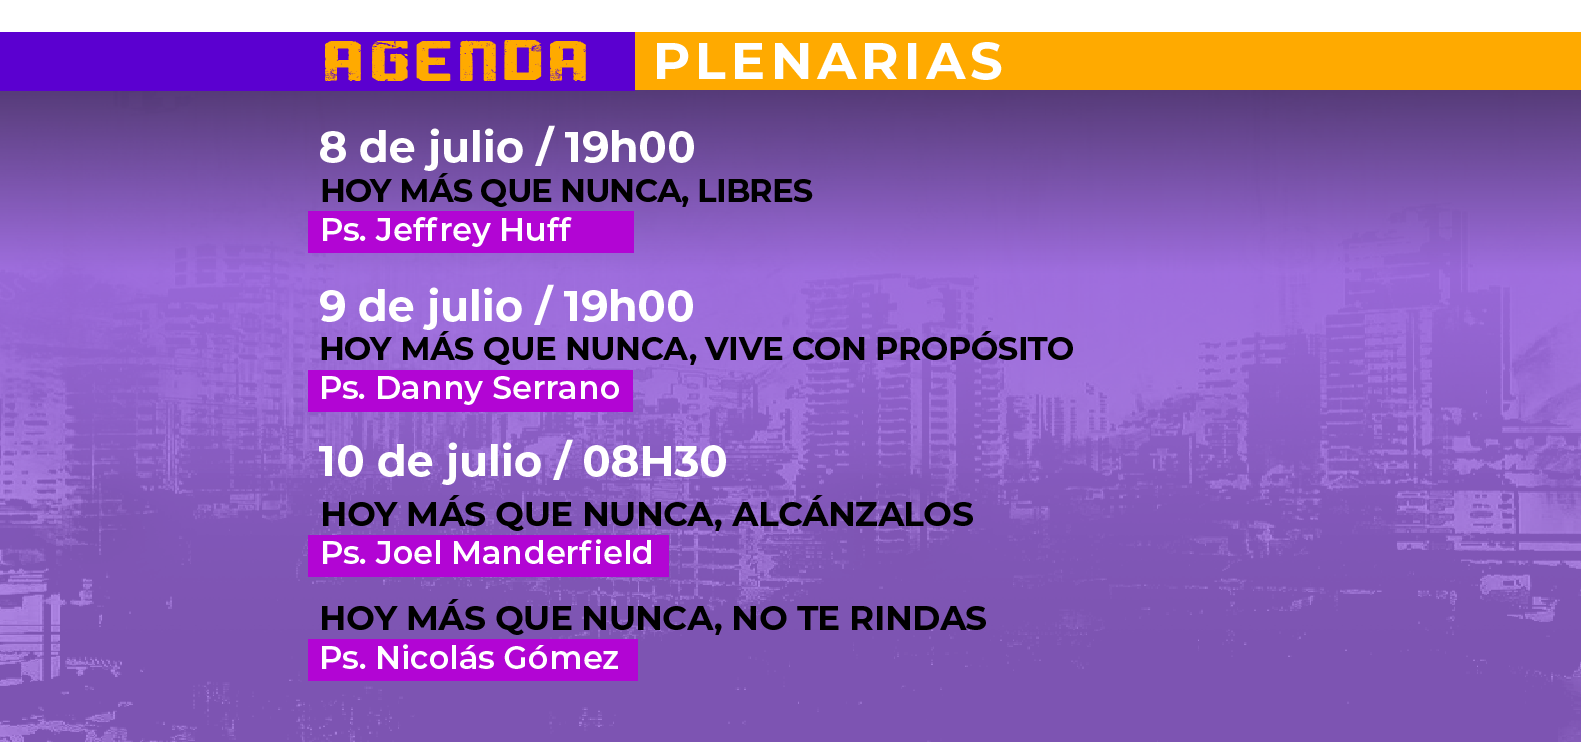 AGENDA PLENARIAS
8 de julio / 19h00
HOY MÁS QUE NUNCA, LIBRES
Ps. Jeffrey Huff
9 de julio / 19h00
HOY MÁS QUE NUNCA, VIVE CON PROPÓSITO
Ps. Danny Serrano
10 de julio / 08H30
HOY MÁS QUE NUNCA, ALCÁNZALOS
Ps. Joel Manderfield
HOY MÁS QUE NUNCA, NO TE RINDAS
Ps. Nicolás Gómez